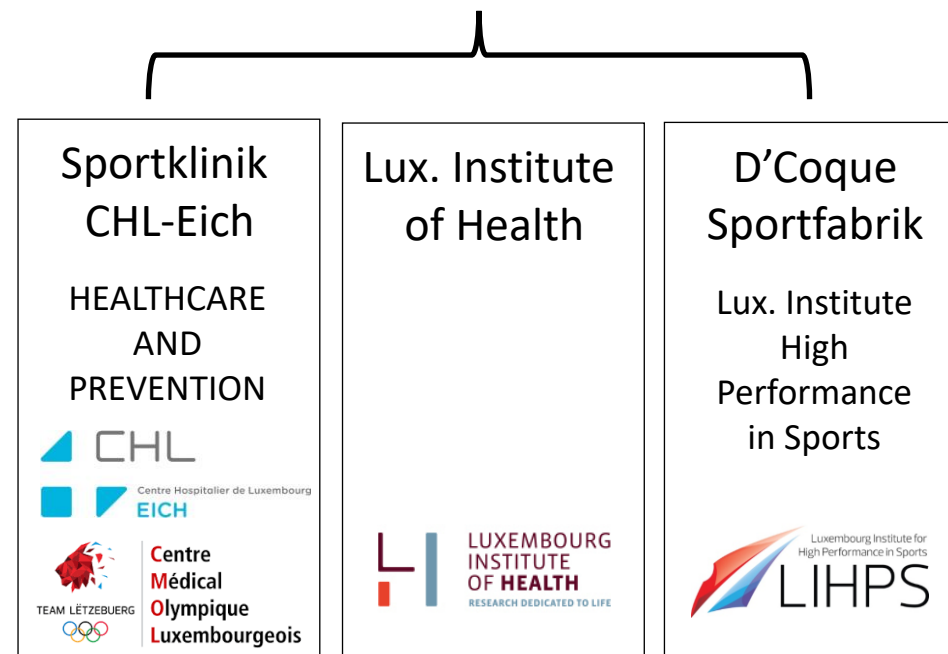 Sportklinik
CHL-Eich
HEALTHCARE
AND
PREVENTION
CHL
Centre Hospitalier de Luxembourg
EICH
TEAM LËTZEBUERG
Centre
Médical
Olympique
Luxembourgeois
Lux. Institute
of Health
LUXEMBOURG
INSTITUTE
OF HEALTH
RESEARCH DEDICATED TO LIFE
D’Coque
Sportfabrik
Lux. Institute
High
Performance
in Sports
Luxembourg Institute for
High Performance in Sports
LIHPS